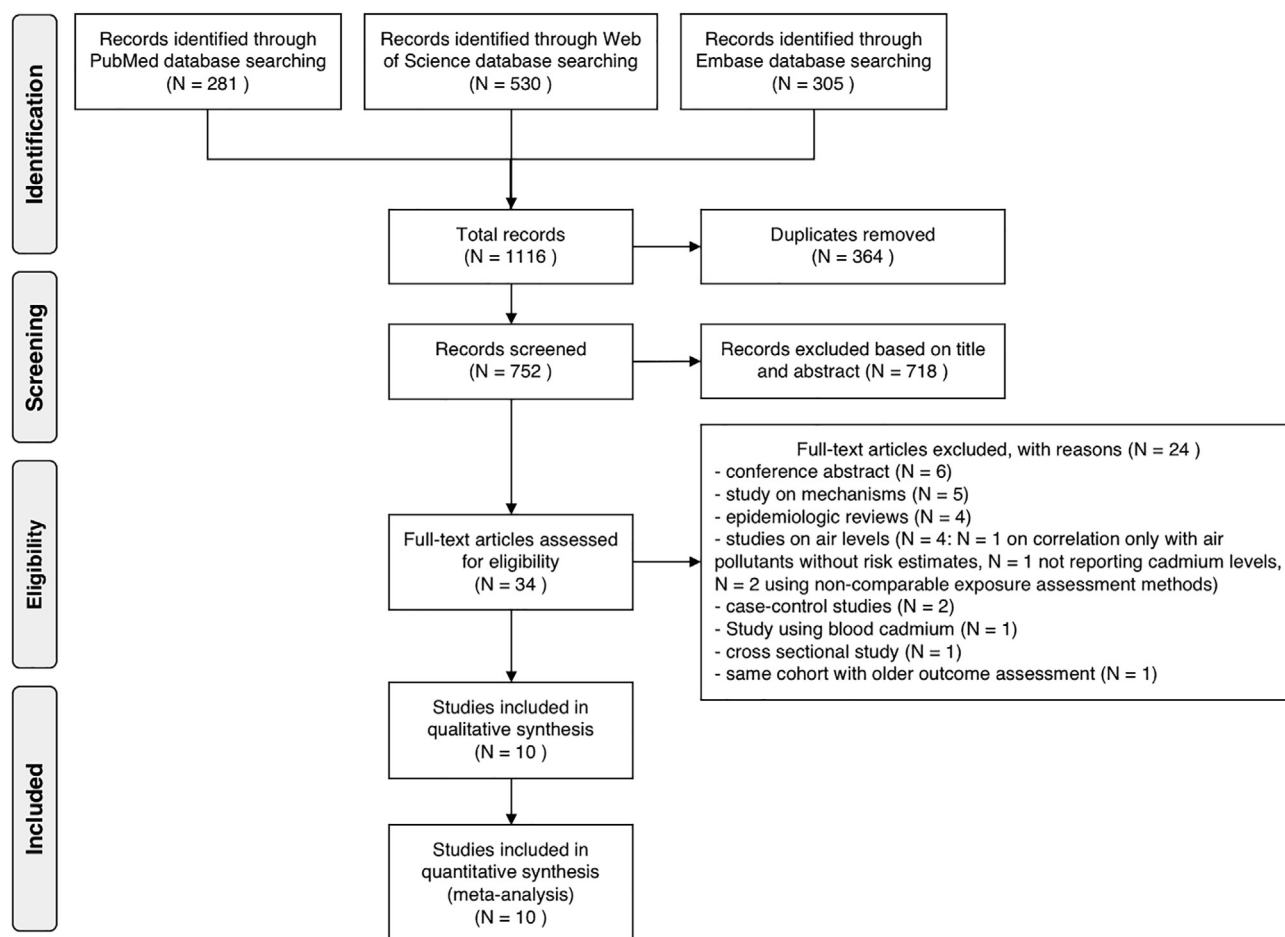 Identification
Records identified through
PubMed database searching
(N = 281 )
Records identified through Web
of Science database searching
(N = 530 )
Records identified through
Embase database searching
(N = 305 )
Total records
(N = 1116 )
Duplicates removed
(N = 364 )
Screening
Records screened
(N = 752 )
Records excluded based on title
and abstract (N = 718 )
Eligibility
Full-text articles assessed
for eligibility
(N = 34 )
Full-text articles excluded, with reasons (N = 24 )
- conference abstract (N = 6)
- study on mechanisms (N = 5)
- epidemiologic reviews (N = 4)
- studies on air levels (N = 4: N = 1 on correlation only with air
pollutants without risk estimates, N = 1 not reporting cadmium levels,
N = 2 using non-comparable exposure assessment methods)
- case-control studies (N = 2)
- Study using blood cadmium (N = 1)
- cross sectional study (N = 1)
- same cohort with older outcome assessment (N = 1)
Included
Studies included in
qualitative synthesis
(N = 10 )
Studies included in
quantitative synthesis
(meta-analysis)
(N = 10 )